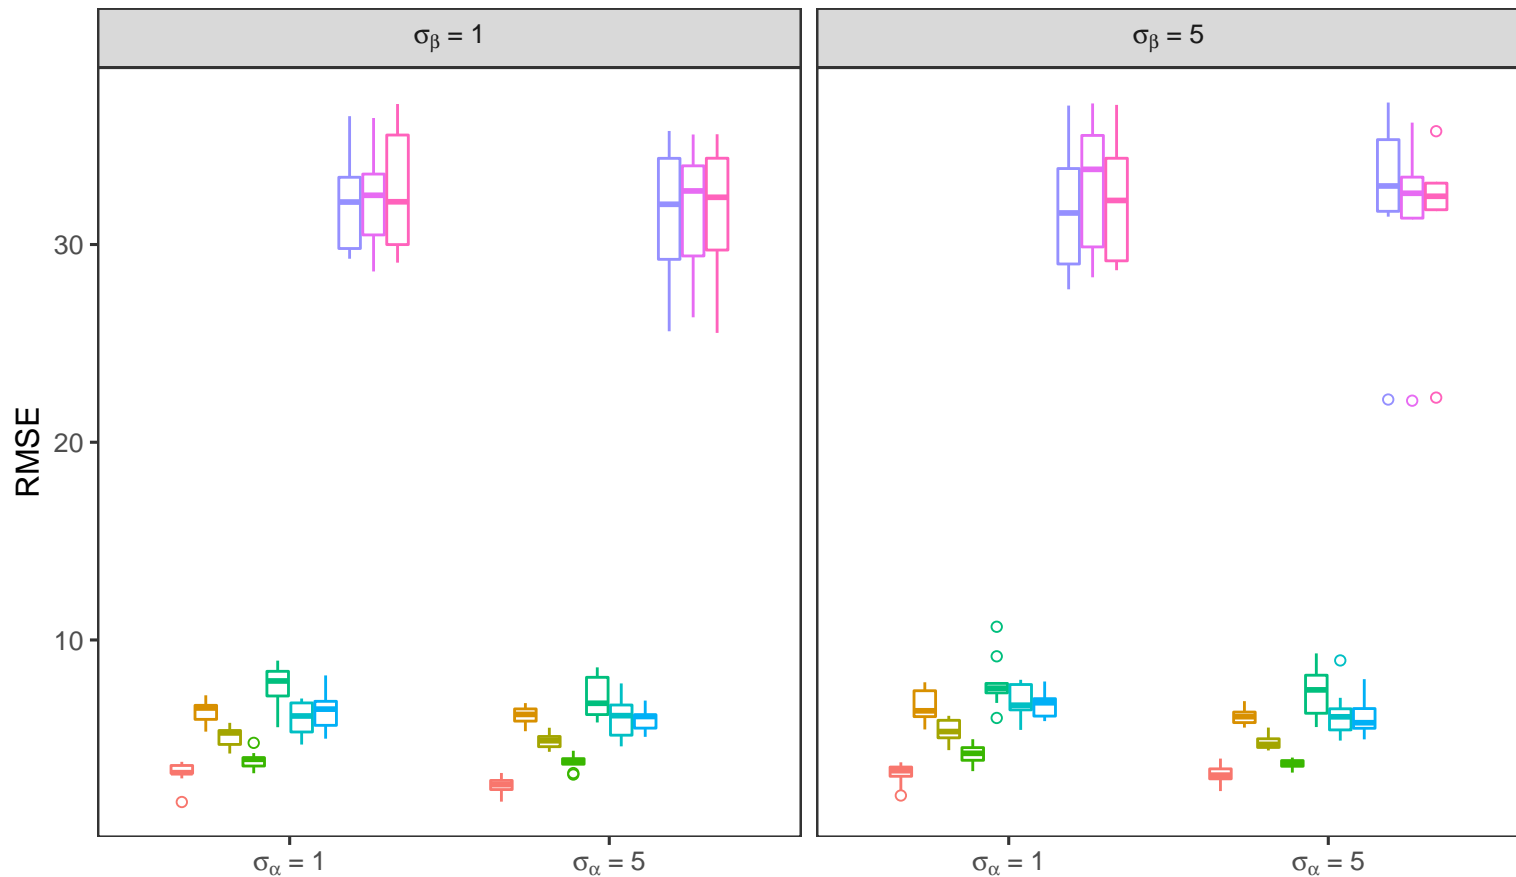 σβ = 1
σβ = 5
RMSE
30
20
10
σα = 1
σα = 5
σα = 1
σα = 5